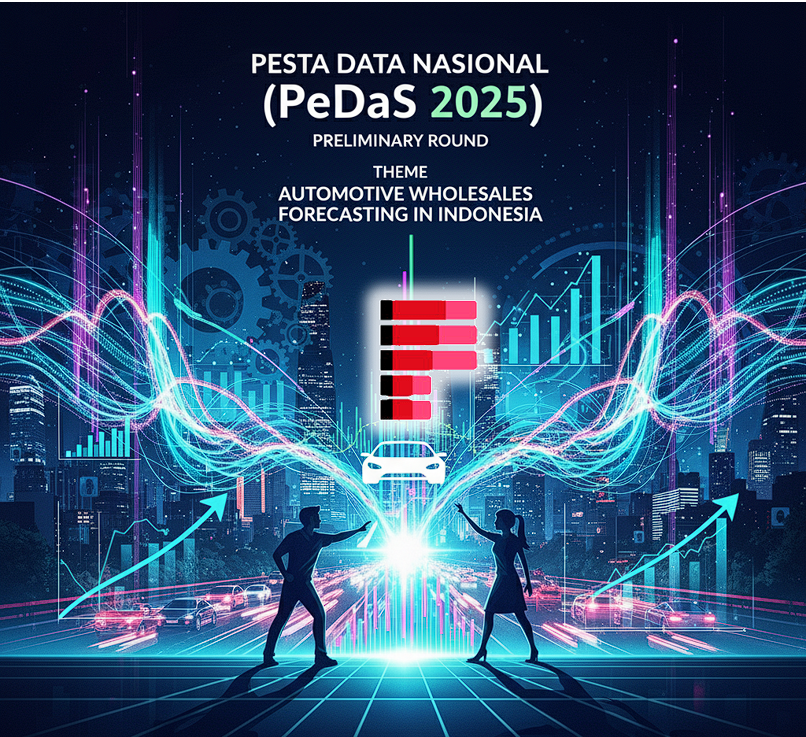 PESTA DATA NASIONAL
(PeDaS 2025)
PRELIMINARY ROUND
THEME
AUTOMOTIVE WHOLESALES
FORECASTING IN INDONESIA